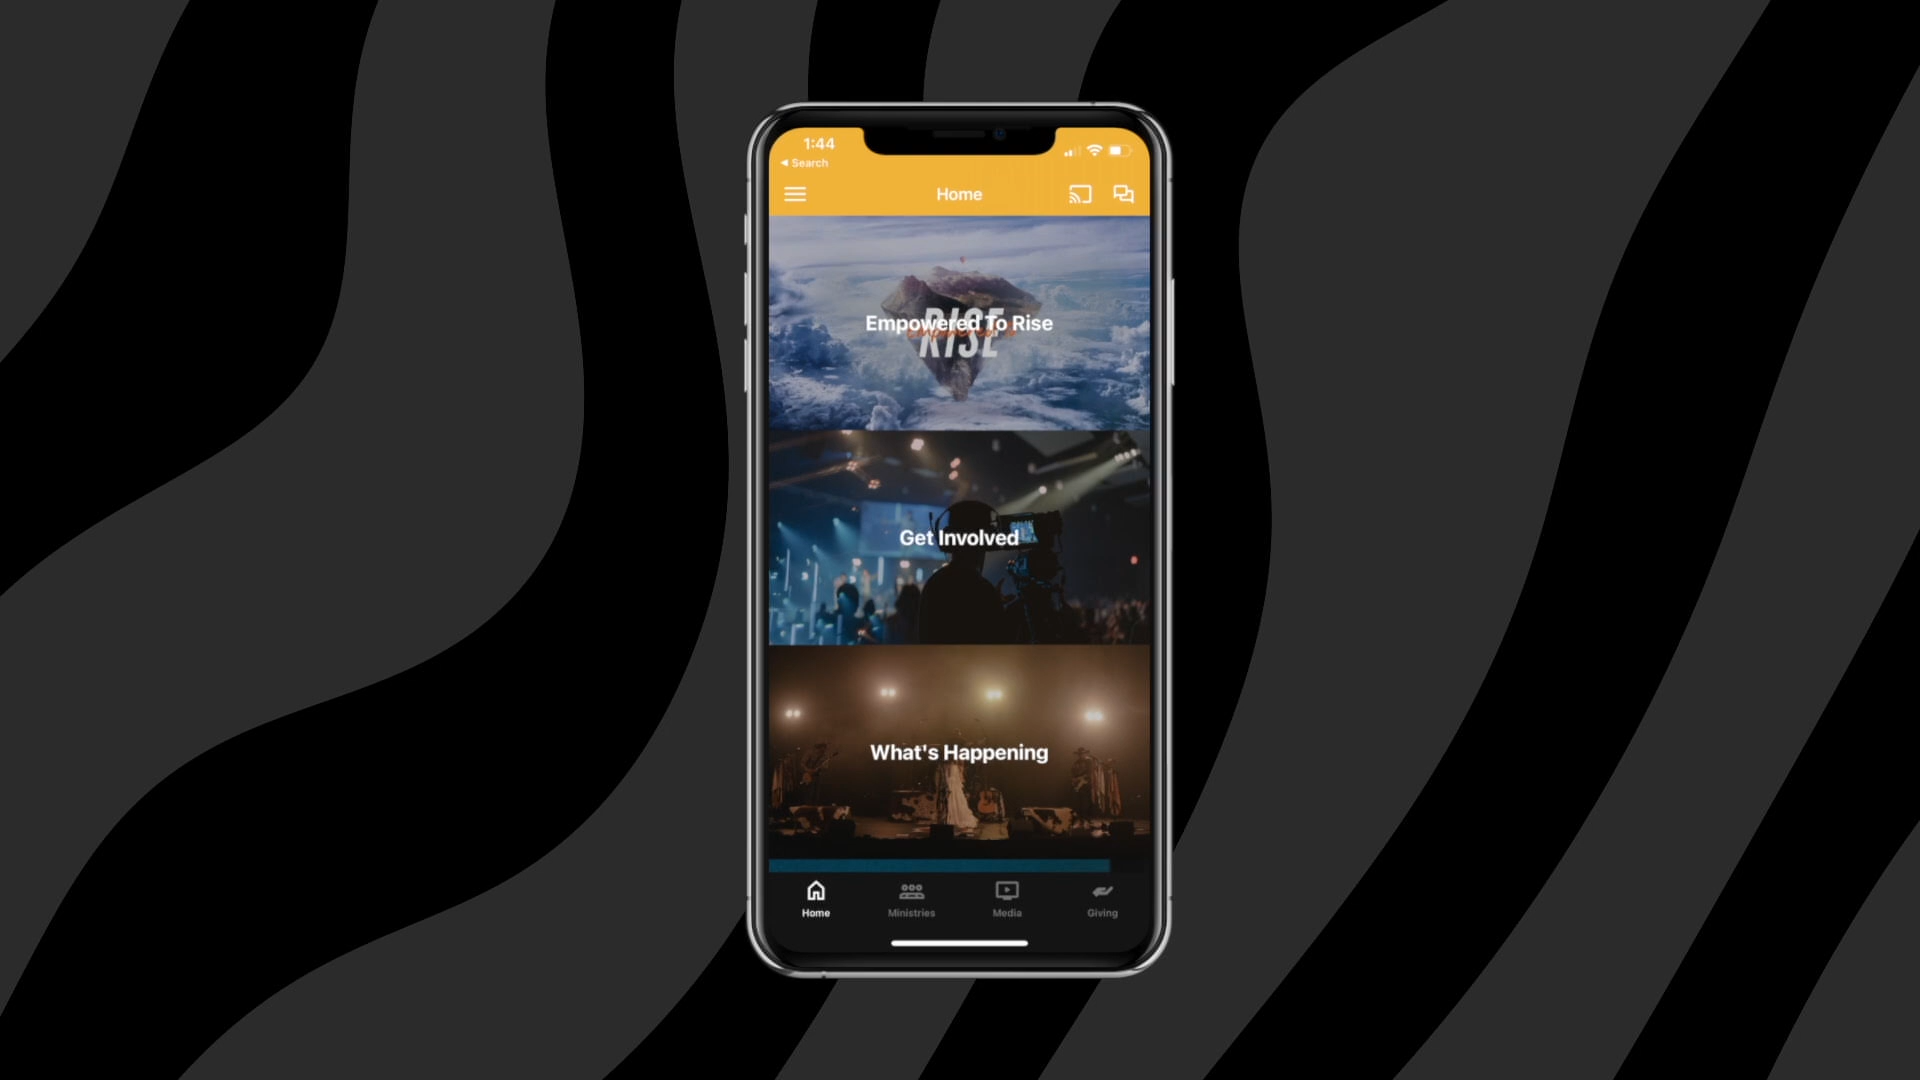 1:44
◀ Search
Home
Empowered To Rise
RISE
Get Involved
What's Happening
Home
Ministries
Media
Giving